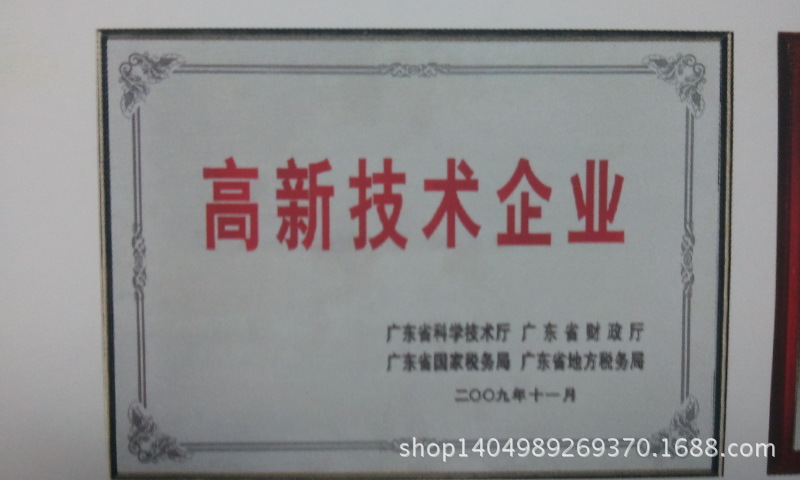 高新技术企业
广东省科学技术厅 广东省财政厅
广东省国家税务局 广东省地方税务局
二〇〇九年十一月
shop1404989269370.1688.com